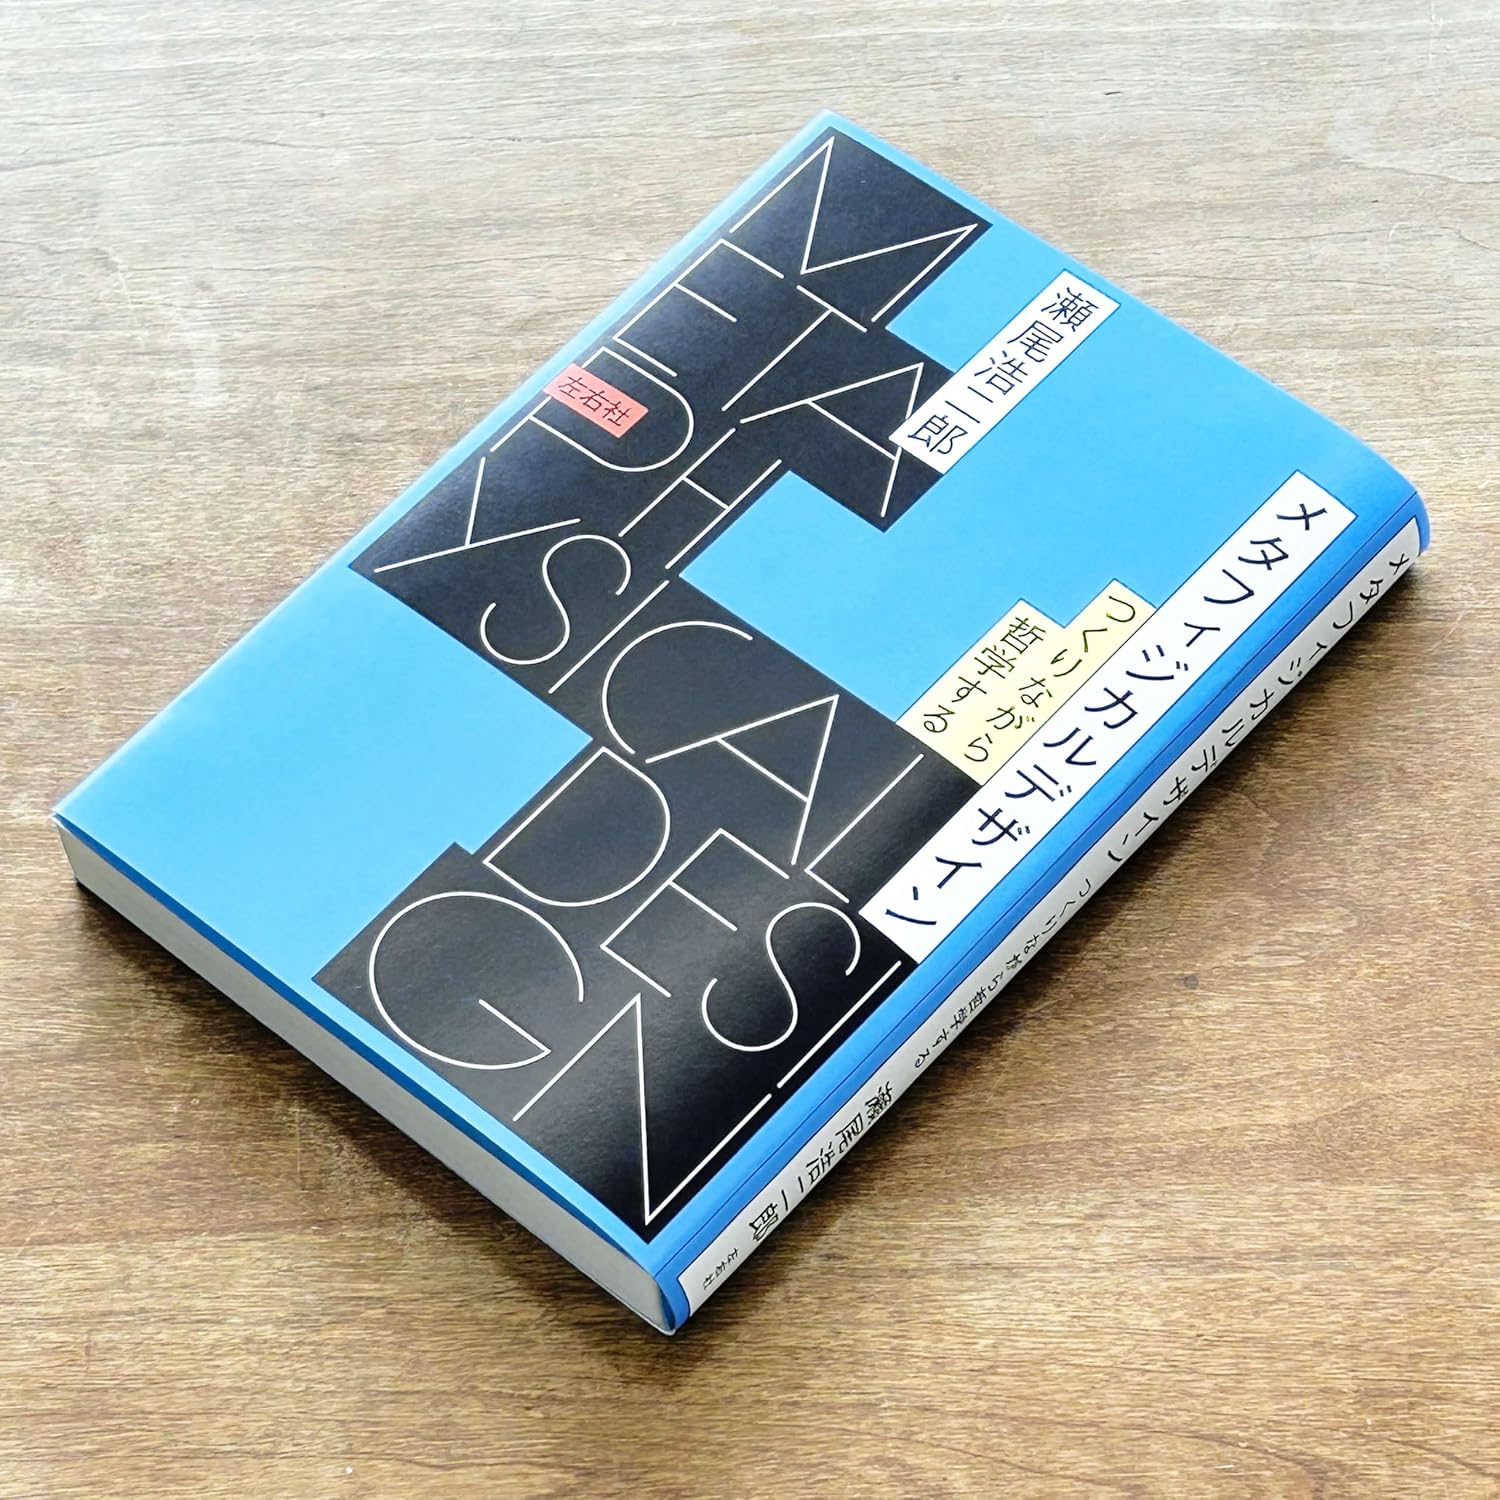 メタフィジカルデザイン
つくりながら
哲学する
瀬尾浩二郎
META
PHYSICAL
DESIGN
左右社
メタフィジカルデザイン つくりながら哲学する 瀬尾浩二郎 左右社